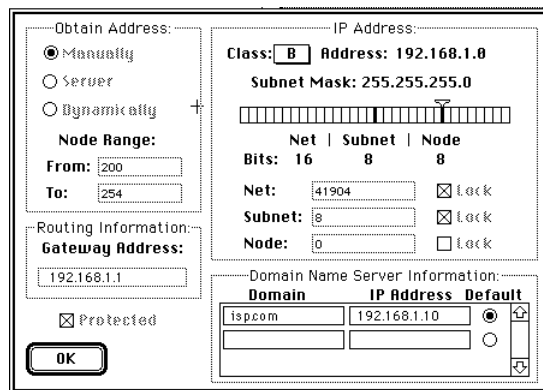 Obtain Address:
Manually
Server
Dynamically
Node Range:
From: 200
To: 254
Routing Information:
Gateway Address:
192.168.1.1
Protected
OK
IP Address:
Class: B Address: 192.168.1.0
Subnet Mask: 255.255.255.0
Net | Subnet | Node
Bits: 16 8 8
Net: 41904 Lock
Subnet: 8 Lock
Node: 0 Lock
Domain Name Server Information:
Domain IP Address Default
isp.com 192.168.1.10